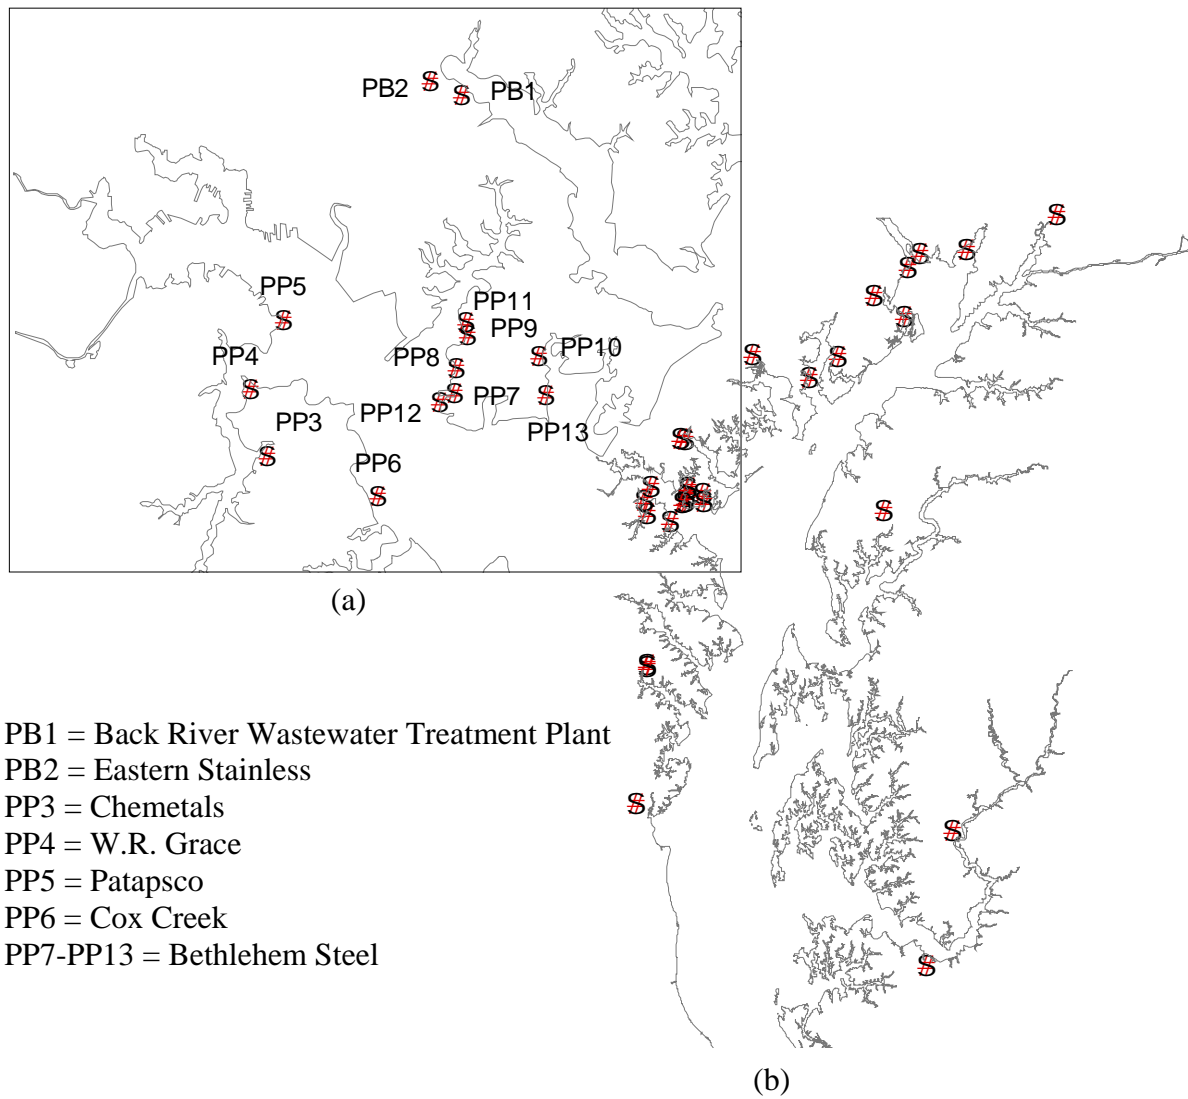 PB2
PB1
PP5
PP11
PP9
PP4
PP8
PP10
PP12
PP7
PP3
PP13
PP6
(a)
PB1 = Back River Wastewater Treatment Plant
PB2 = Eastern Stainless
PP3 = Chemetals
PP4 = W.R. Grace
PP5 = Patapsco
PP6 = Cox Creek
PP7-PP13 = Bethlehem Steel
(b)